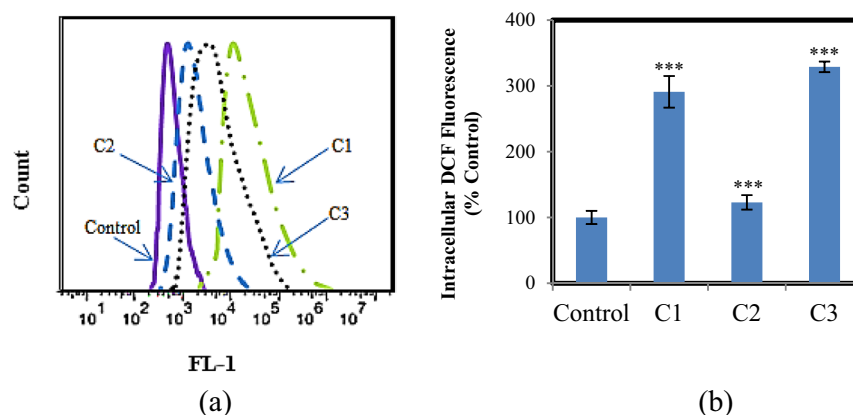 Count
C2
Control
C1
C3
10¹ 10² 10³ 10⁴ 10⁵ 10⁶ 10⁷
FL-1
(a)
Intracellular DCF Fluorescence
(% Control)
400
300
200
100
0
***
***
***
Control C1 C2 C3
(b)